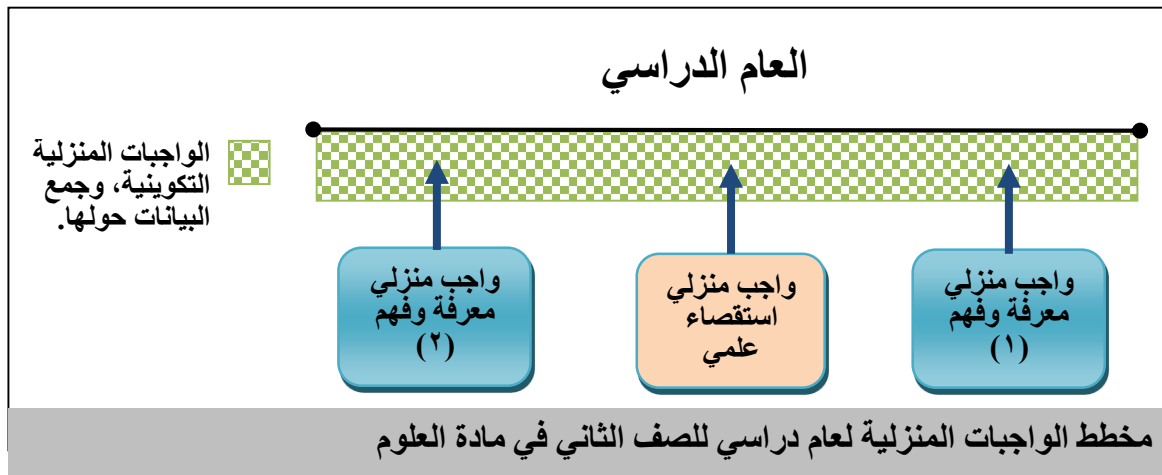 العام الدراسي
الواجبات المنزلية
التكوينية، وجمع
البيانات حولها.
واجب منزلي
معرفة وفهم
(١)
واجب منزلي
استقصاء
علمي
واجب منزلي
معرفة وفهم
(٢)
مخطط الواجبات المنزلية لعام دراسي للصف الثاني في مادة العلوم